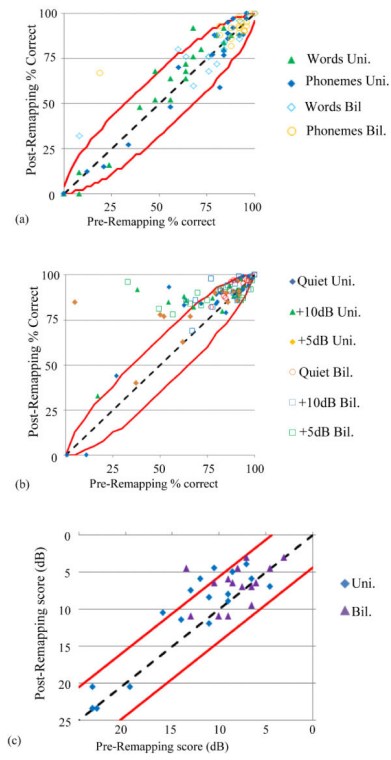 100
75
50
25
0
Post-Remapping % Correct
0 25 50 75 100
Pre-Remapping % correct
(a)
Words Uni.
Phonemes Uni.
Words Bil
Phonemes Bil.
100
75
50
25
0
Post-Remapping % Correct
0 25 50 75 100
Pre-Remapping % correct
(b)
Quiet Uni.
+10dB Uni.
+5dB Uni.
Quiet Bil.
+10dB Bil.
+5dB Bil.
0
5
10
15
20
25
Post-Remapping score (dB)
20 15 10 5 0
Pre-Remapping score (dB)
(c)
Uni.
Bil.